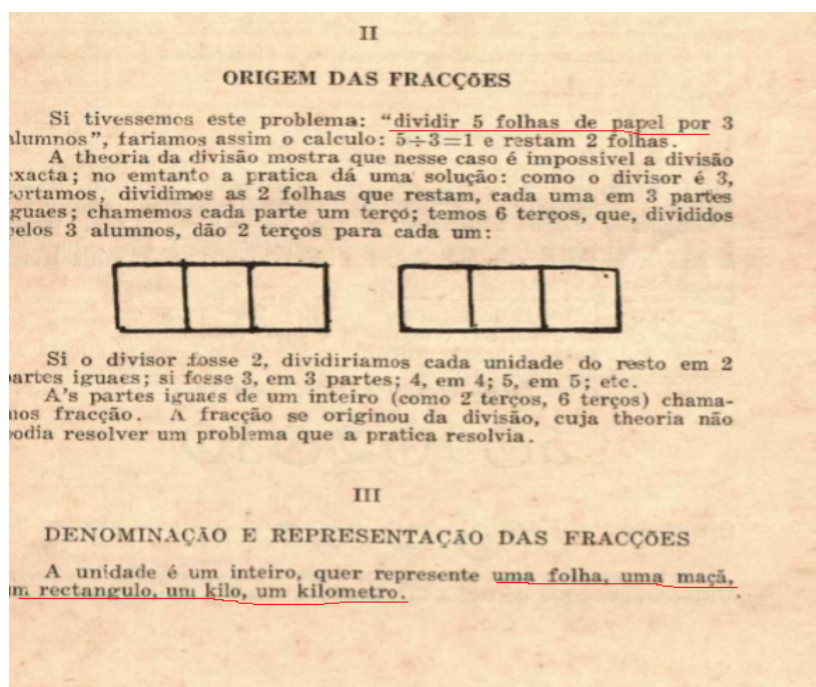 II
ORIGEM DAS FRACÇÕES
Si tivessemos este problema: "dividir 5 folhas de papel por 3
alumnos", fariamos assim o calculo: 5÷3=1 e restam 2 folhas.
A theoria da divisão mostra que nesse caso é impossivel a divisão
exacta; no emtanto a pratica dá uma solução: como o divisor é 3,
cortamos, dividimos as 2 folhas que restam, cada uma em 3 partes
iguaes; chamemos cada parte um terço; temos 6 terços, que, divididos
pelos 3 alumnos, dão 2 terços para cada um:
Si o divisor fosse 2, dividiriamos cada unidade do resto em 2
partes iguaes; si fosse 3, em 3 partes; 4, em 4; 5, em 5; etc.
A's partes iguaes de um inteiro (como 2 terços, 6 terços) chama-
mos fracção. A fracção se originou da divisão, cuja theoria não
podia resolver um problema que a pratica resolvia.
III
DENOMINAÇÃO E REPRESENTAÇÃO DAS FRACÇÕES
A unidade é um inteiro, quer represente uma folha, uma maçã,
um rectangulo, um kilo, um kilometro.